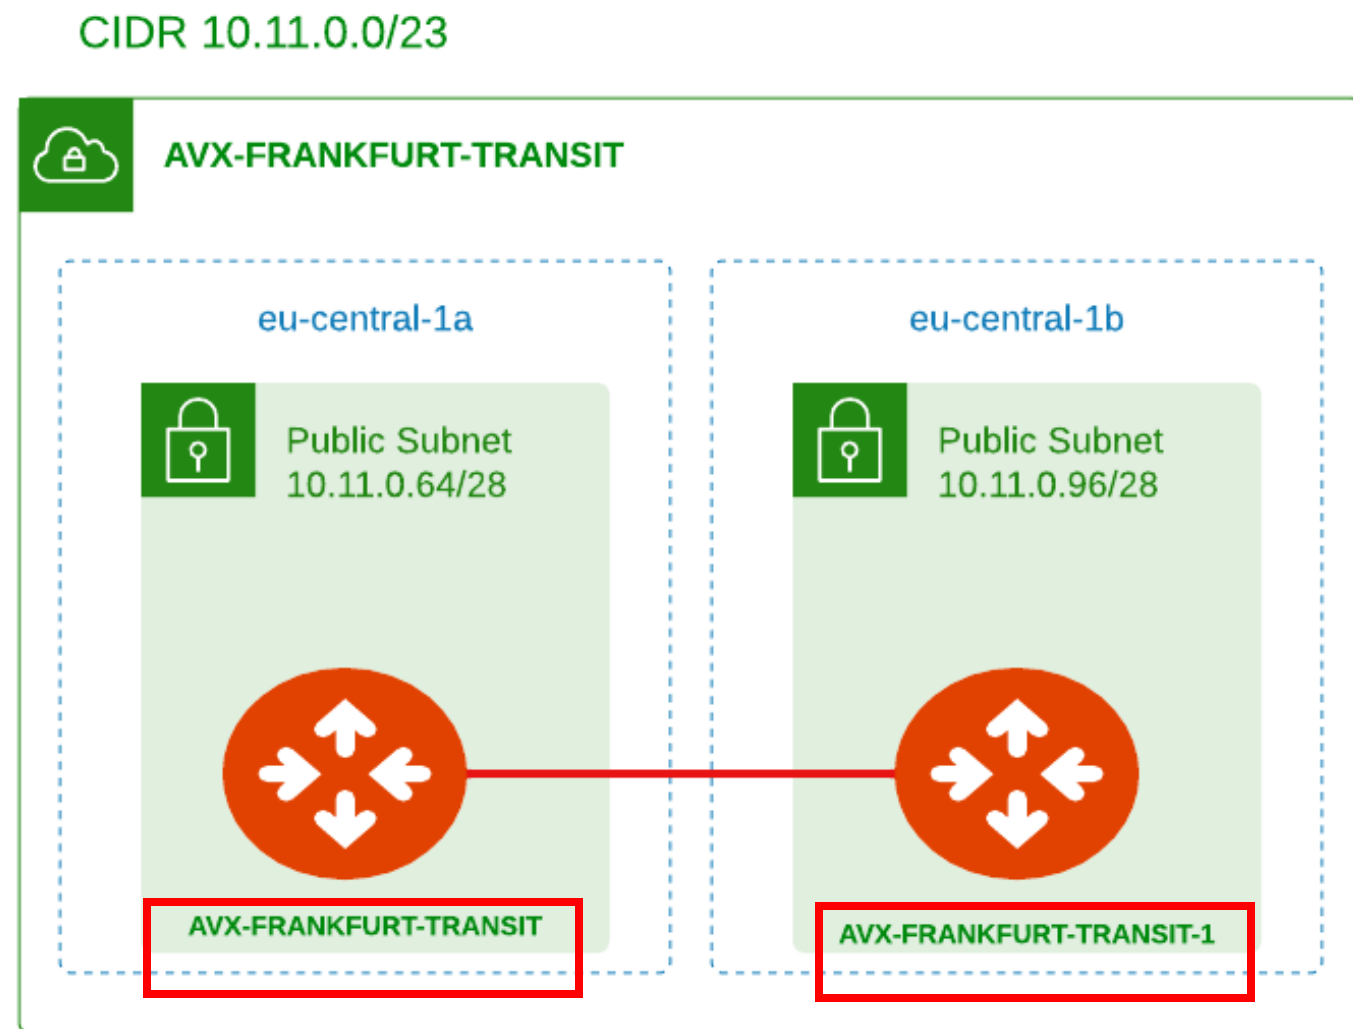 CIDR 10.11.0.0/23
AVX-FRANKFURT-TRANSIT
eu-central-1a
eu-central-1b
Public Subnet
10.11.0.64/28
Public Subnet
10.11.0.96/28
AVX-FRANKFURT-TRANSIT
AVX-FRANKFURT-TRANSIT-1